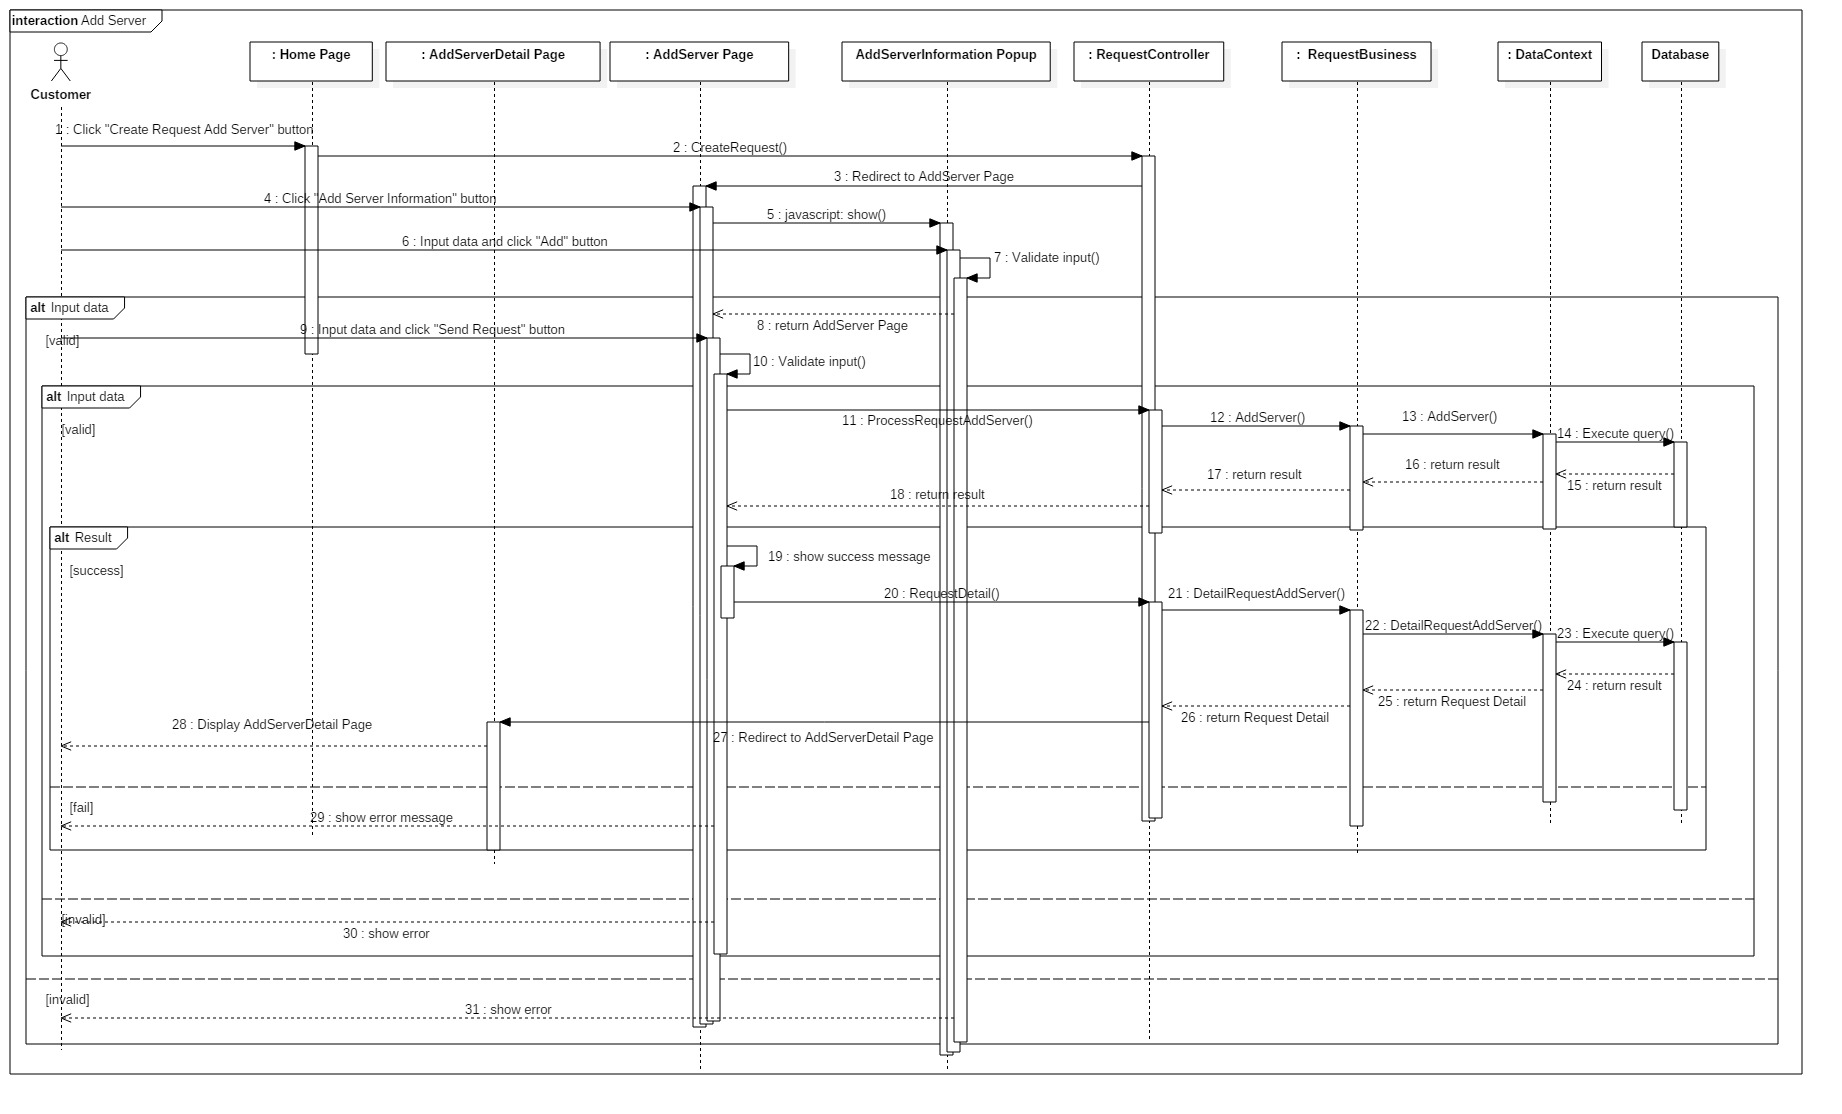 interaction Add Server
Customer
: Home Page
: AddServerDetail Page
: AddServer Page
AddServerInformation Popup
: RequestController
: RequestBusiness
: DataContext
Database
1 : Click "Create Request Add Server" button
2 : CreateRequest()
3 : Redirect to AddServer Page
4 : Click "Add Server Information" button
5 : javascript: show()
6 : Input data and click "Add" button
7 : Validate input()
alt Input data
8 : return AddServer Page
9 : Input data and click "Send Request" button
[valid]
10 : Validate input()
alt Input data
[valid]
11 : ProcessRequestAddServer()
12 : AddServer()
13 : AddServer()
14 : Execute query()
15 : return result
16 : return result
17 : return result
18 : return result
alt Result
[success]
19 : show success message
20 : RequestDetail()
21 : DetailRequestAddServer()
22 : DetailRequestAddServer()
23 : Execute query()
24 : return result
25 : return Request Detail
26 : return Request Detail
27 : Redirect to AddServerDetail Page
28 : Display AddServerDetail Page
[fail]
29 : show error message
[invalid]
30 : show error
[invalid]
31 : show error